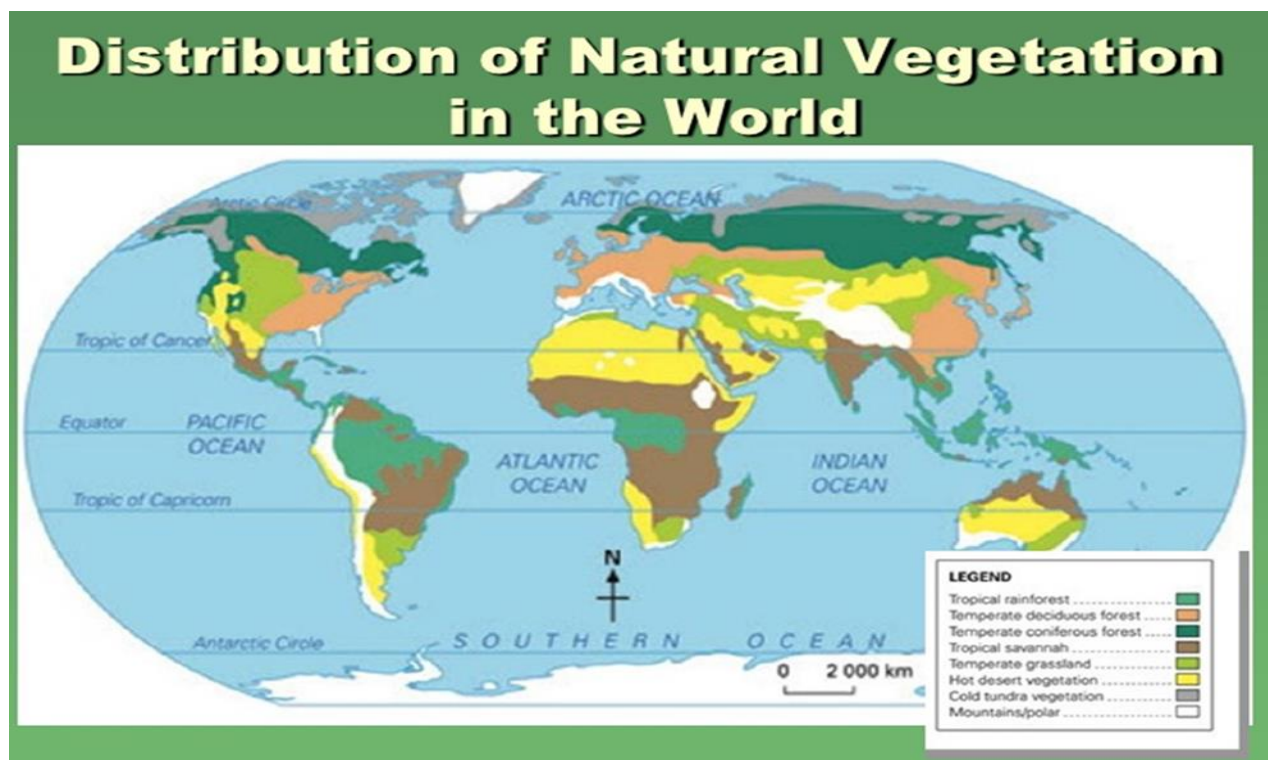 Distribution of Natural Vegetation
in the World
Arctic Circle
ARCTIC OCEAN
Tropic of Cancer
Equator
PACIFIC
OCEAN
ATLANTIC
OCEAN
INDIAN
OCEAN
Tropic of Capricorn
N
Antarctic Circle
SOUTHERN OCEAN
0 2 000 km
LEGEND
Tropical rainforest
Temperate deciduous forest
Temperate coniferous forest
Tropical savannah
Temperate grassland
Hot desert vegetation
Cold tundra vegetation
Mountains/polar